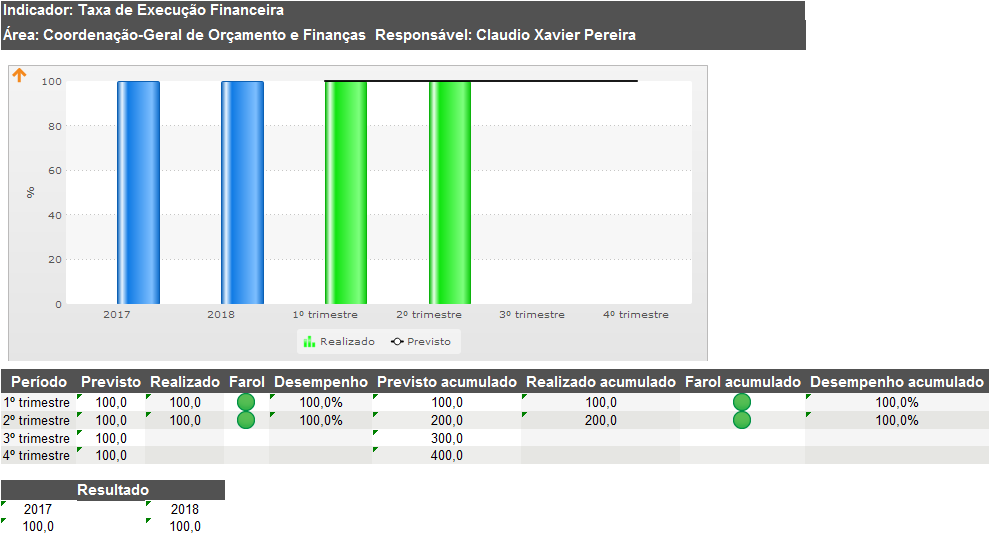 Indicador: Taxa de Execução Financeira
Área: Coordenação-Geral de Orçamento e Finanças  Responsável: Claudio Xavier Pereira
100
80
60
40
20
0
%
2017 2018 1º trimestre 2º trimestre 3º trimestre 4º trimestre
Realizado Previsto
Período Previsto Realizado Farol Desempenho Previsto acumulado Realizado acumulado Farol acumulado Desempenho acumulado
1º trimestre 100,0 100,0 100,0% 100,0 100,0 100,0%
2º trimestre 100,0 100,0 100,0% 200,0 200,0 100,0%
3º trimestre 100,0 300,0
4º trimestre 100,0 400,0
Resultado
2017 2018
100,0 100,0